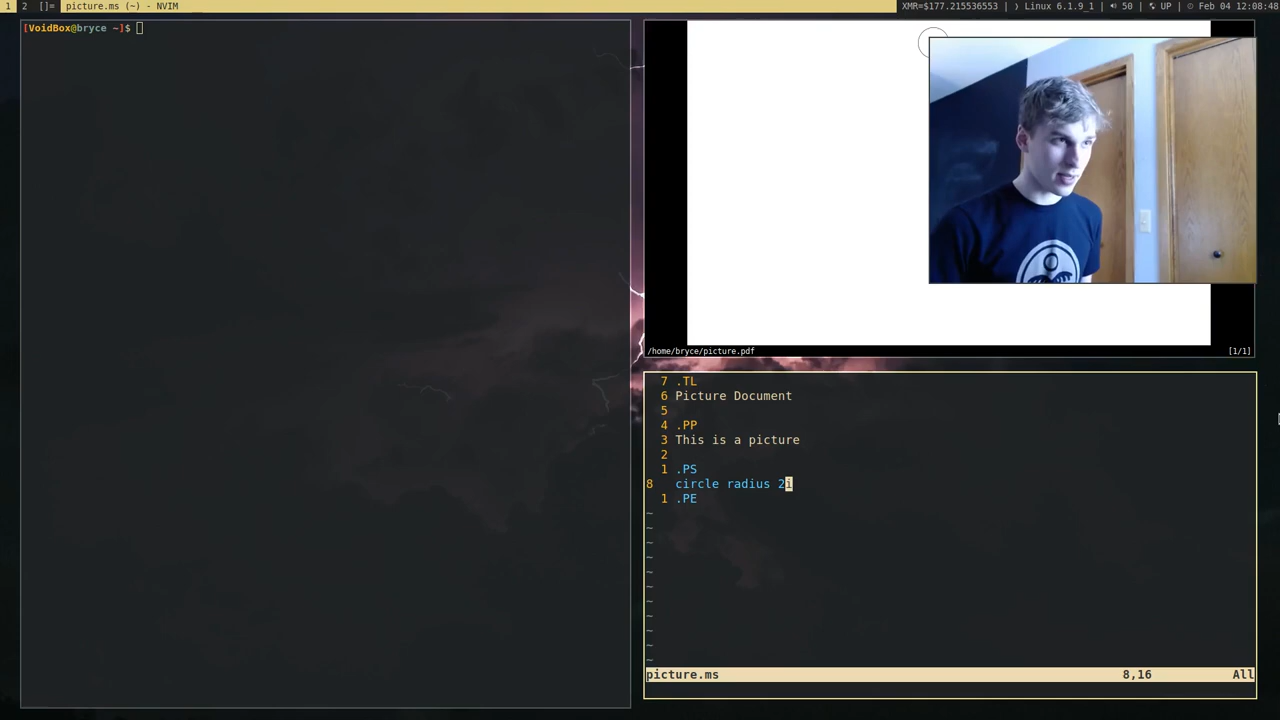 1 2 []= picture.ms (~) - NVIM XMR=$177.215536553 | Linux 6.1.9_1 | 50 | UP | Feb 04 12:08:48
[VoidBox@bryce ~]$
/home/bryce/picture.pdf [1/1]
7 .TL
6 Picture Document
5
4 .PP
3 This is a picture
2
1 .PS
8 circle radius 2i
1 .PE
~
~
~
~
~
~
~
~
~
~
~
picture.ms 8,16 All